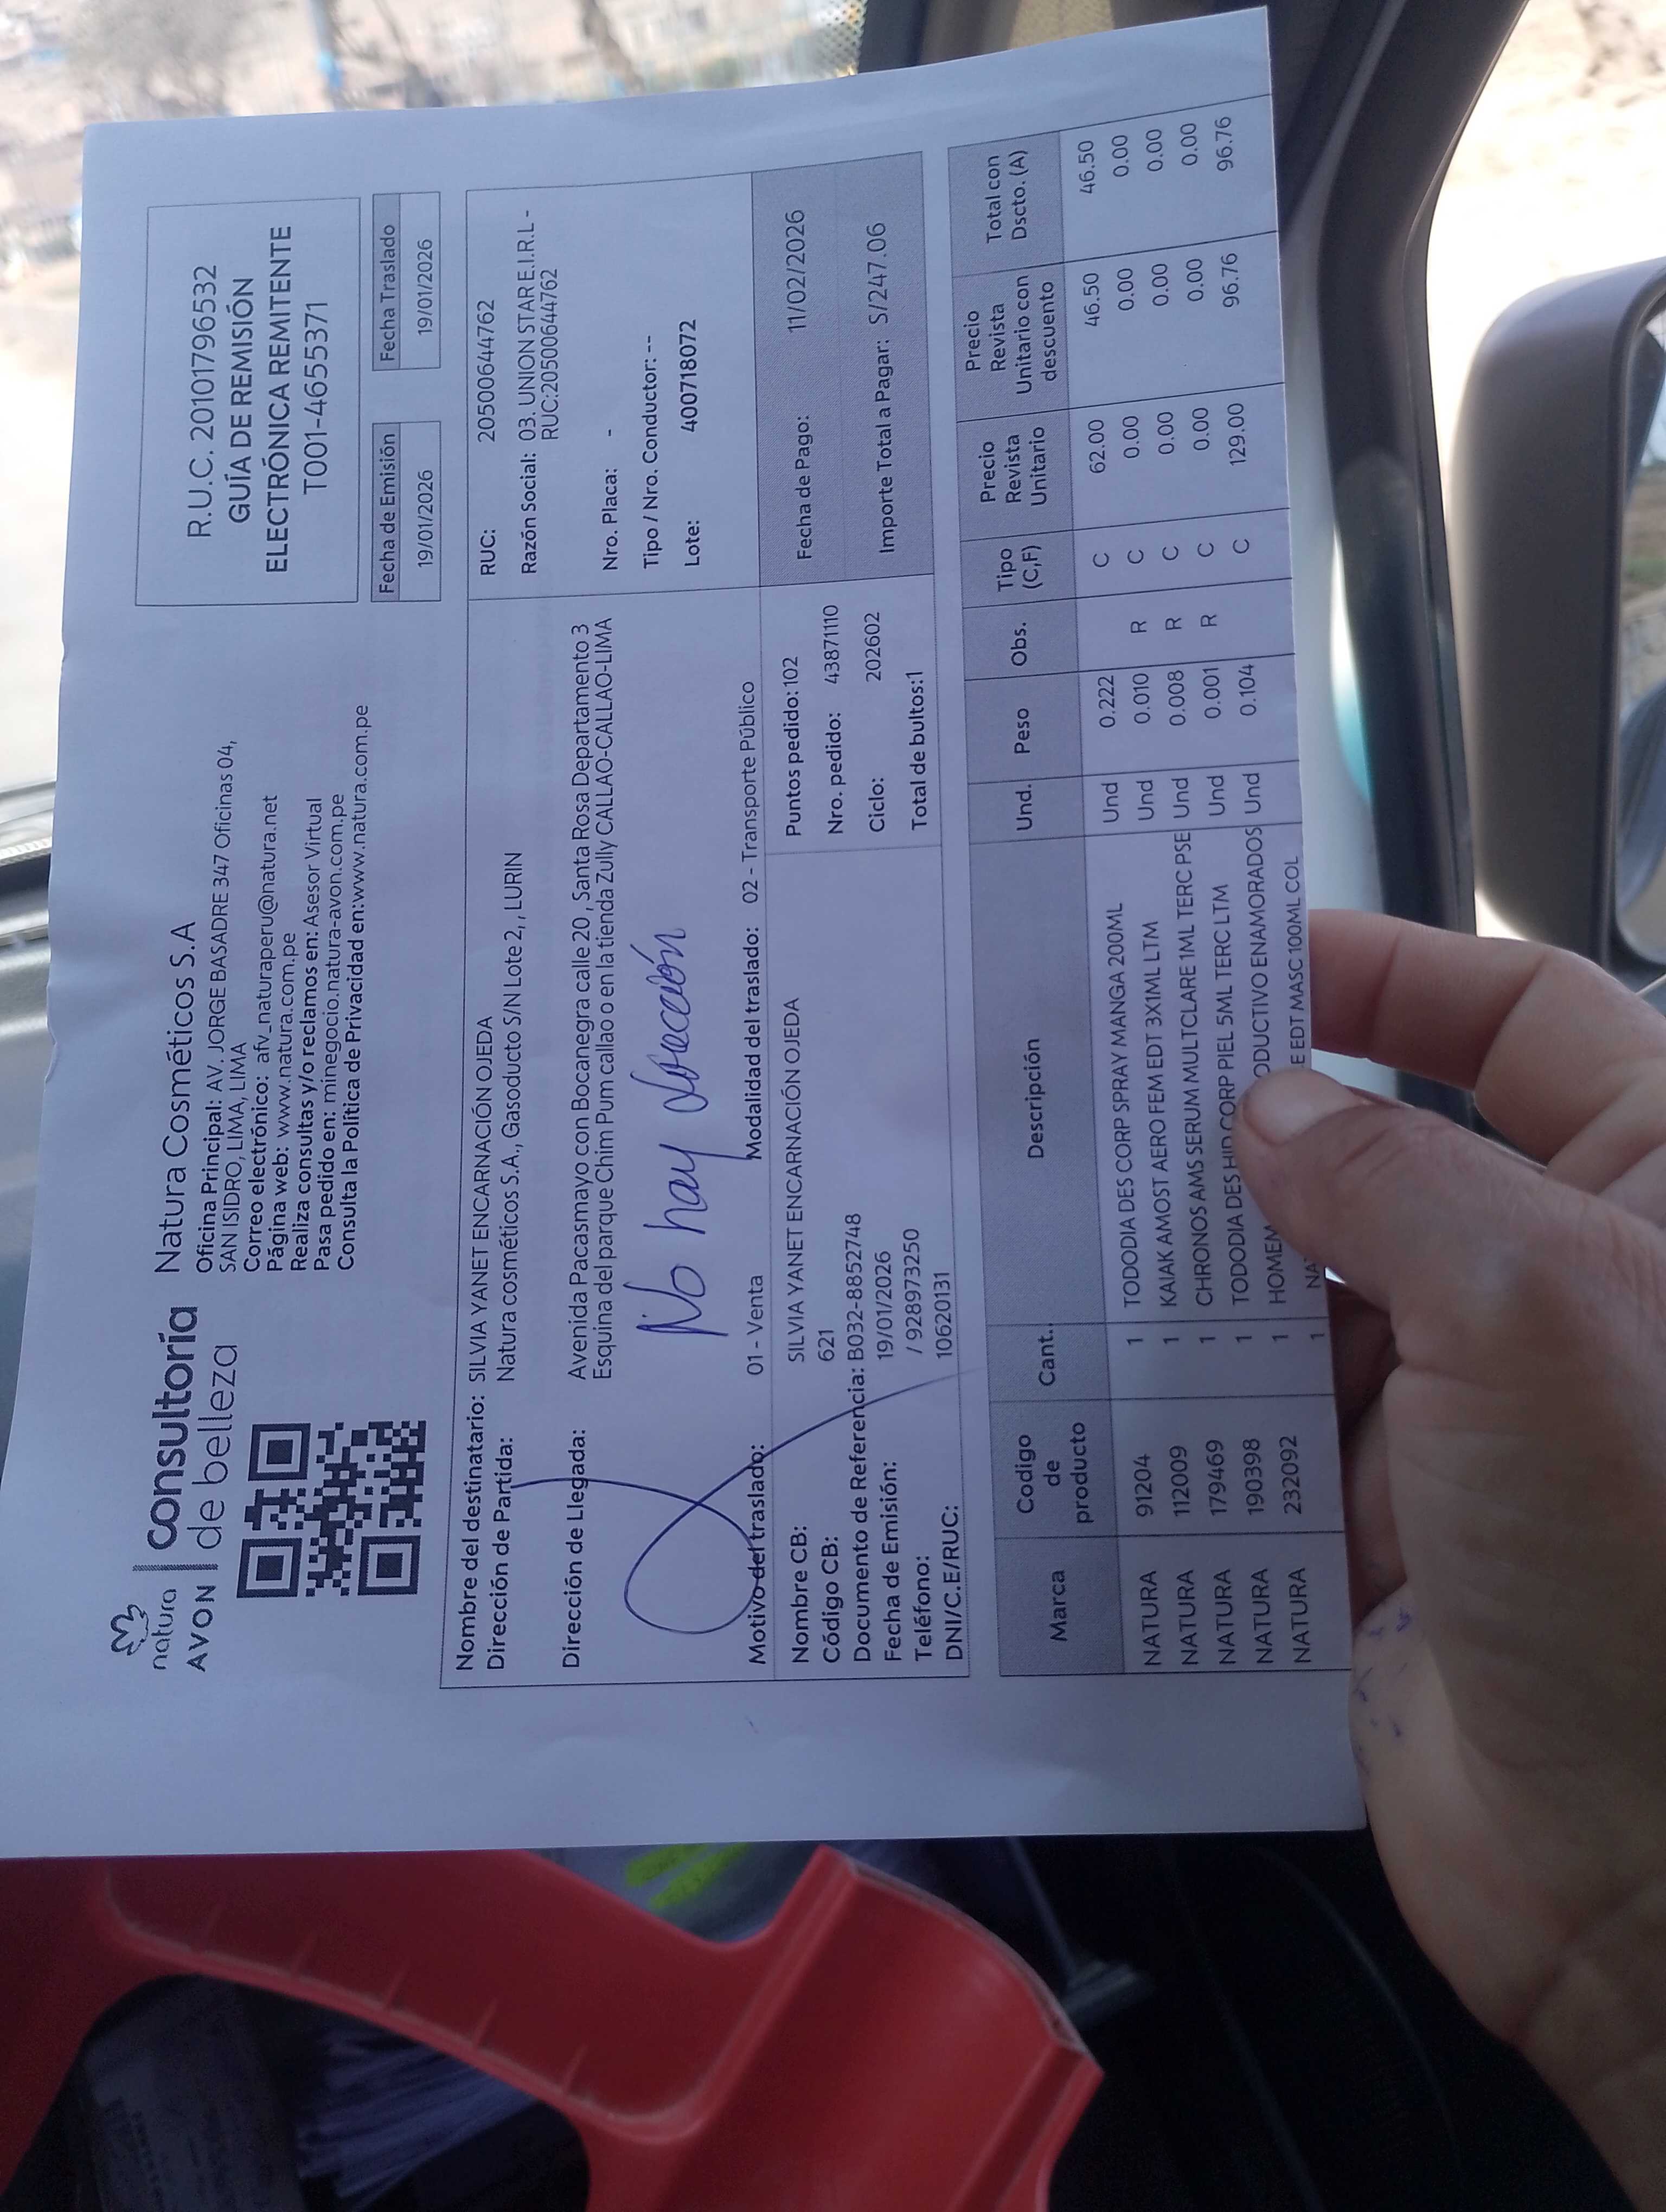 natura
AVON
consultoría
de belleza
Natura Cosméticos S.A
Oficina Principal: AV. JORGE BASADRE 347 Oficinas 04,
SAN ISIDRO, LIMA, LIMA
Correo electrónico: afv_naturaperu@natura.net
Página web: www.natura.com.pe
Realiza consultas y/o reclamos en: Asesor Virtual
Pasa pedido en: minegocio.natura-avon.com.pe
Consulta la Política de Privacidad en:www.natura.com.pe
R.U.C. 20101796532
GUÍA DE REMISIÓN
ELECTRÓNICA REMITENTE
T001-4655371
Fecha de Emisión Fecha Traslado
19/01/2026 19/01/2026
Nombre del destinatario: SILVIA YANET ENCARNACIÓN OJEDA
Dirección de Partida: Natura cosméticos S.A., Gasoducto S/N Lote 2, , LURIN
Dirección de Llegada: Avenida Pacasmayo con Bocanegra calle 20 , Santa Rosa Departamento 3
Esquina del parque Chim Pum callao o en la tienda Zully CALLAO-CALLAO-LIMA
No hay dirección
Motivo del traslado: 01 - Venta Modalidad del traslado: 02 - Transporte Público
RUC: 20500644762
Razón Social: 03. UNION STAR E.I.R.L -
RUC:20500644762
Nro. Placa: -
Tipo / Nro. Conductor: --
Lote: 400718072
Nombre CB: SILVIA YANET ENCARNACIÓN OJEDA
Código CB: 621
Documento de Referencia: B032-8852748
Fecha de Emisión: 19/01/2026
Teléfono: / 928973250
DNI/C.E/RUC: 10620131
Puntos pedido:102
Nro. pedido: 43871110
Ciclo: 202602
Total de bultos:1
Fecha de Pago: 11/02/2026
Importe Total a Pagar: S/247.06
Marca Codigo de producto Cant.. Descripción Und. Peso Obs. Tipo (C,F) Precio Revista Unitario Precio Revista Unitario con descuento Total con Dscto. (A)
NATURA 91204 1 TODODIA DES CORP SPRAY MANGA 200ML Und 0.222 C 62.00 46.50 46.50
NATURA 112009 1 KAIAK AMOST AERO FEM EDT 3X1ML LTM Und 0.010 R C 0.00 0.00 0.00
NATURA 179469 1 CHRONOS AMS SERUM MULTCLARE 1ML TERC PSE Und 0.008 R C 0.00 0.00 0.00
NATURA 190398 1 TODODIA DES HID CORP PIEL 5ML TERC LTM Und 0.001 R C 0.00 0.00 0.00
NATURA 232092 1 HOMEM ODUCTIVO ENAMORADOS Und 0.104 C 129.00 96.76 96.76
1 NA E EDT MASC 100ML COL